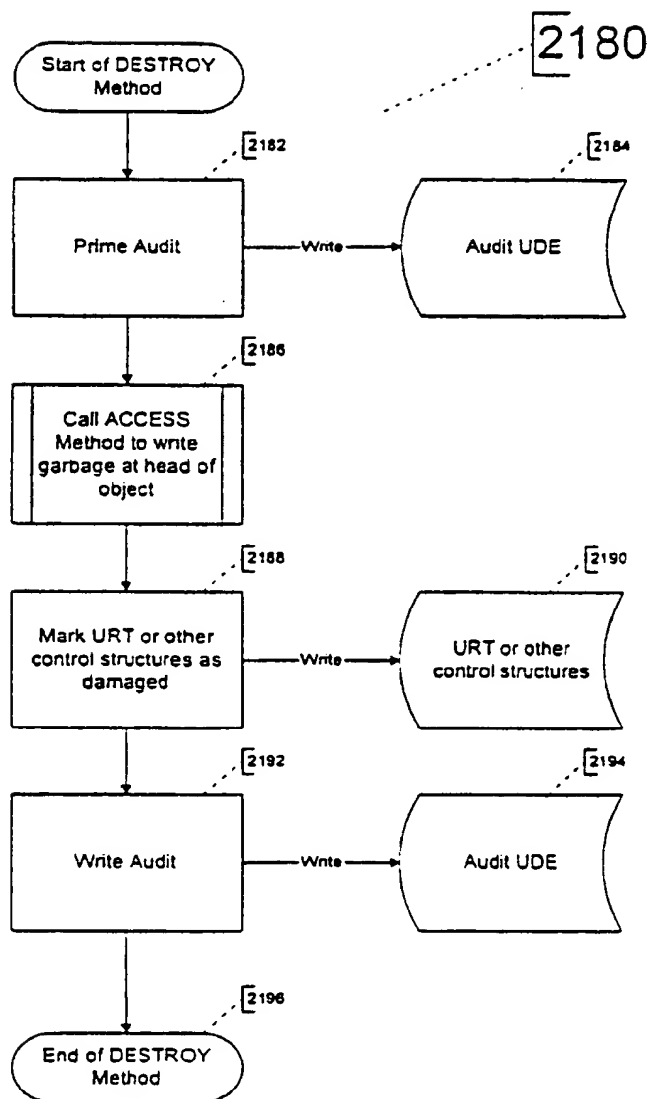 2180
Start of DESTROY
Method
2182
2184
Prime Audit
Write
Audit UDE
2186
Call ACCESS
Method to write
garbage at head of
object
2188
2190
Mark URT or other
control structures as
damaged
Write
URT or other
control structures
2192
2194
Write Audit
Write
Audit UDE
2196
End of DESTROY
Method